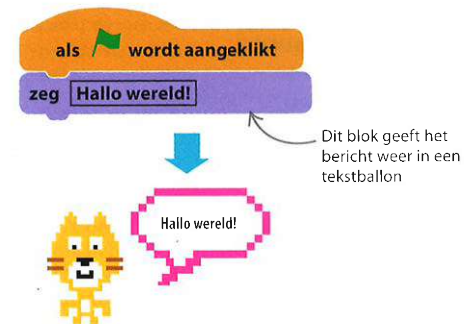 als wordt aangeklikt
zeg Hallo wereld!
Dit blok geeft het
bericht weer in een
tekstballon
Hallo wereld!